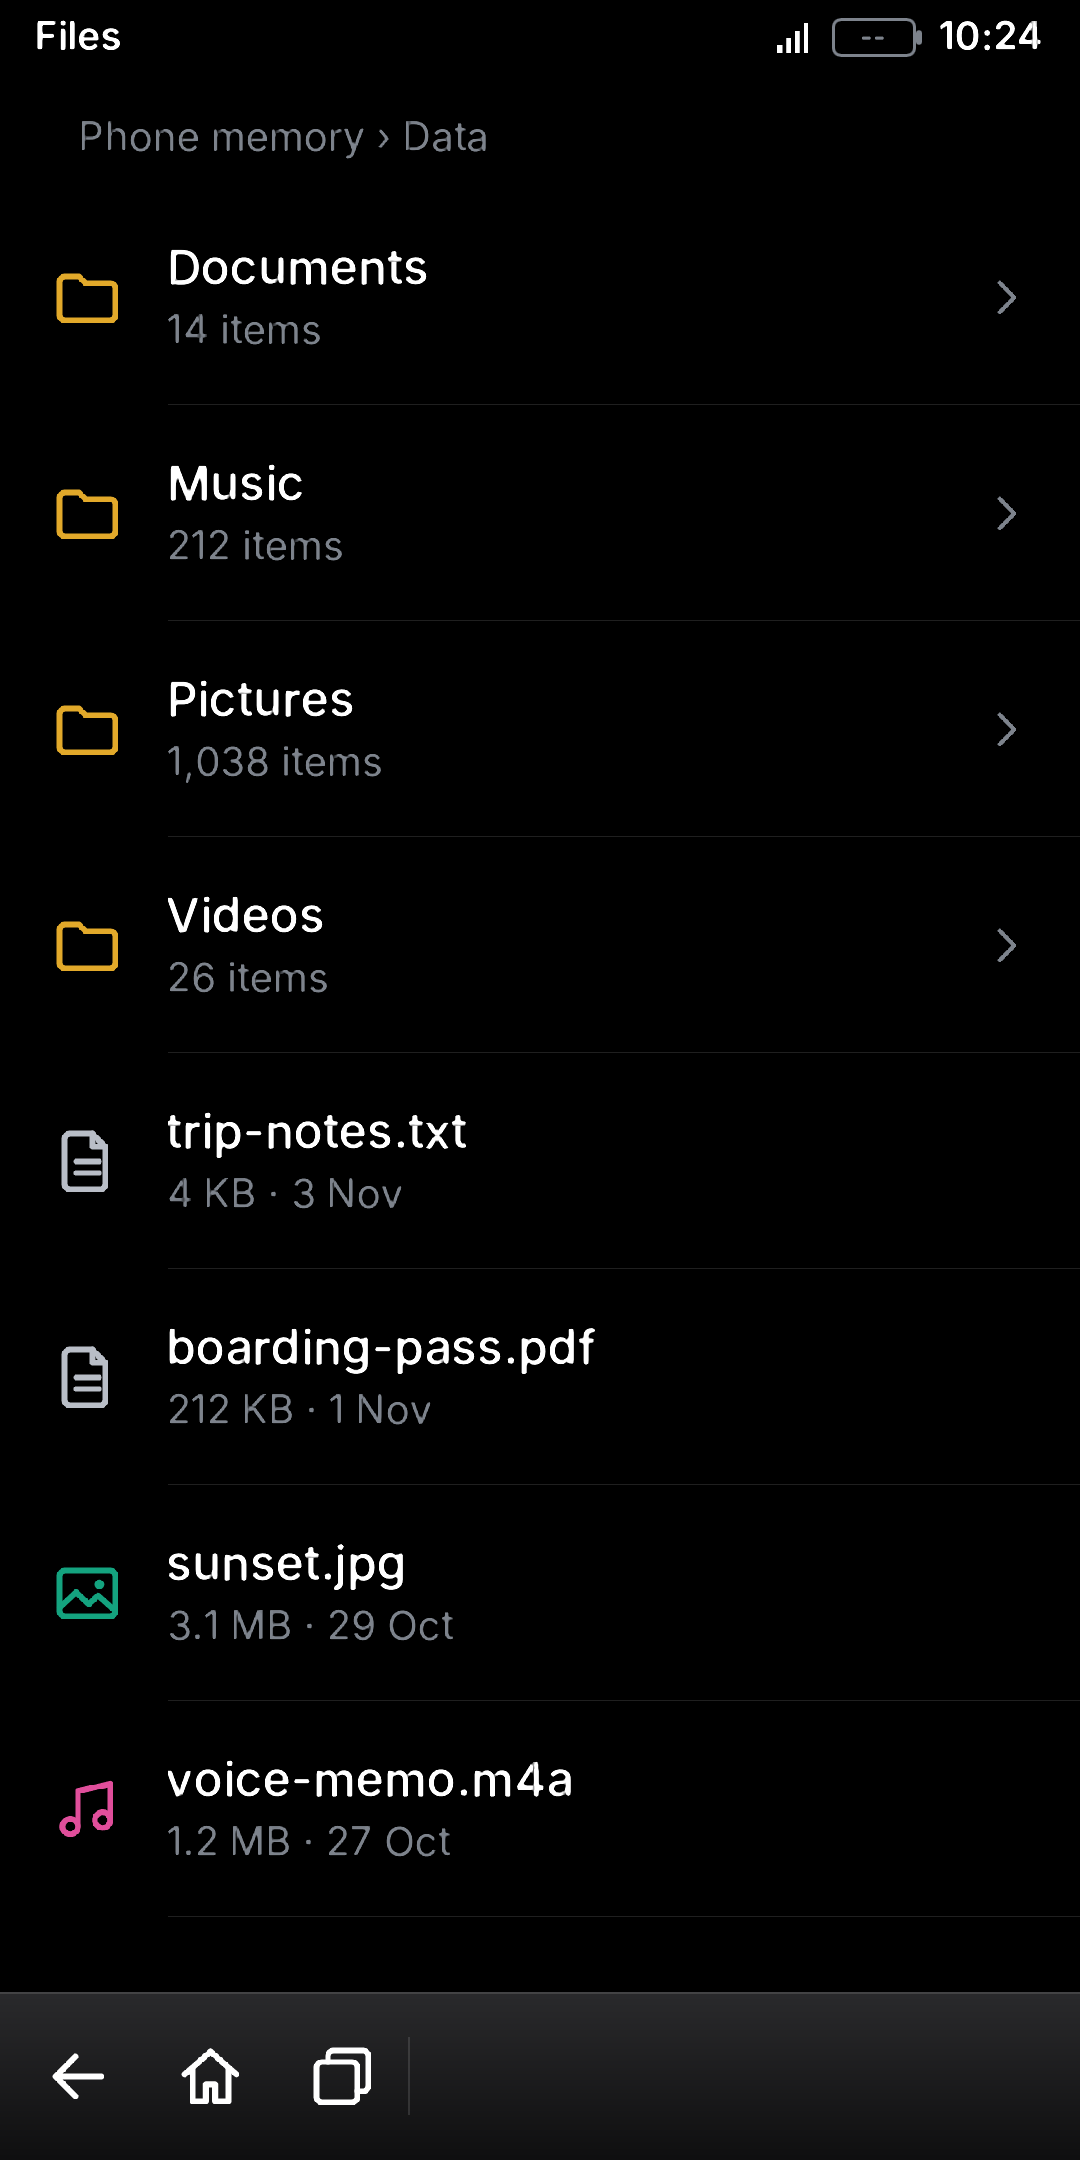 Files
-- 10:24
Phone memory › Data
Documents
14 items
Music
212 items
Pictures
1,038 items
Videos
26 items
trip-notes.txt
4 KB · 3 Nov
boarding-pass.pdf
212 KB · 1 Nov
sunset.jpg
3.1 MB · 29 Oct
voice-memo.m4a
1.2 MB · 27 Oct